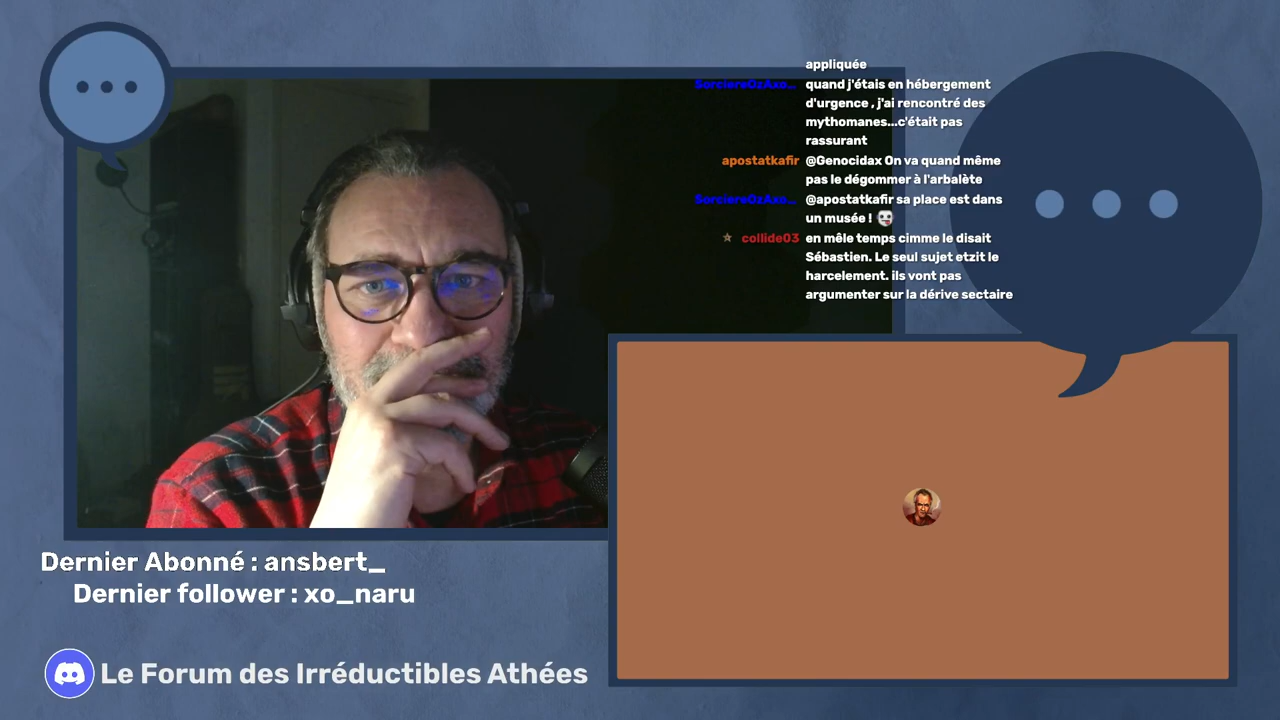 appliquée
SorciereOzAxo... quand j'étais en hébergement
d'urgence , j'ai rencontré des
mythomanes...c'était pas
rassurant
apostatkafir @Genocidax On va quand même
pas le dégommer à l'arbalète
SorciereOzAxo... @apostatkafir sa place est dans
un musée !
collide03 en mêle temps cimme le disait
Sébastien. Le seul sujet etzit le
harcelement. ils vont pas
argumenter sur la dérive sectaire
Dernier Abonné : ansbert_
Dernier follower : xo_naru
Le Forum des Irréductibles Athées